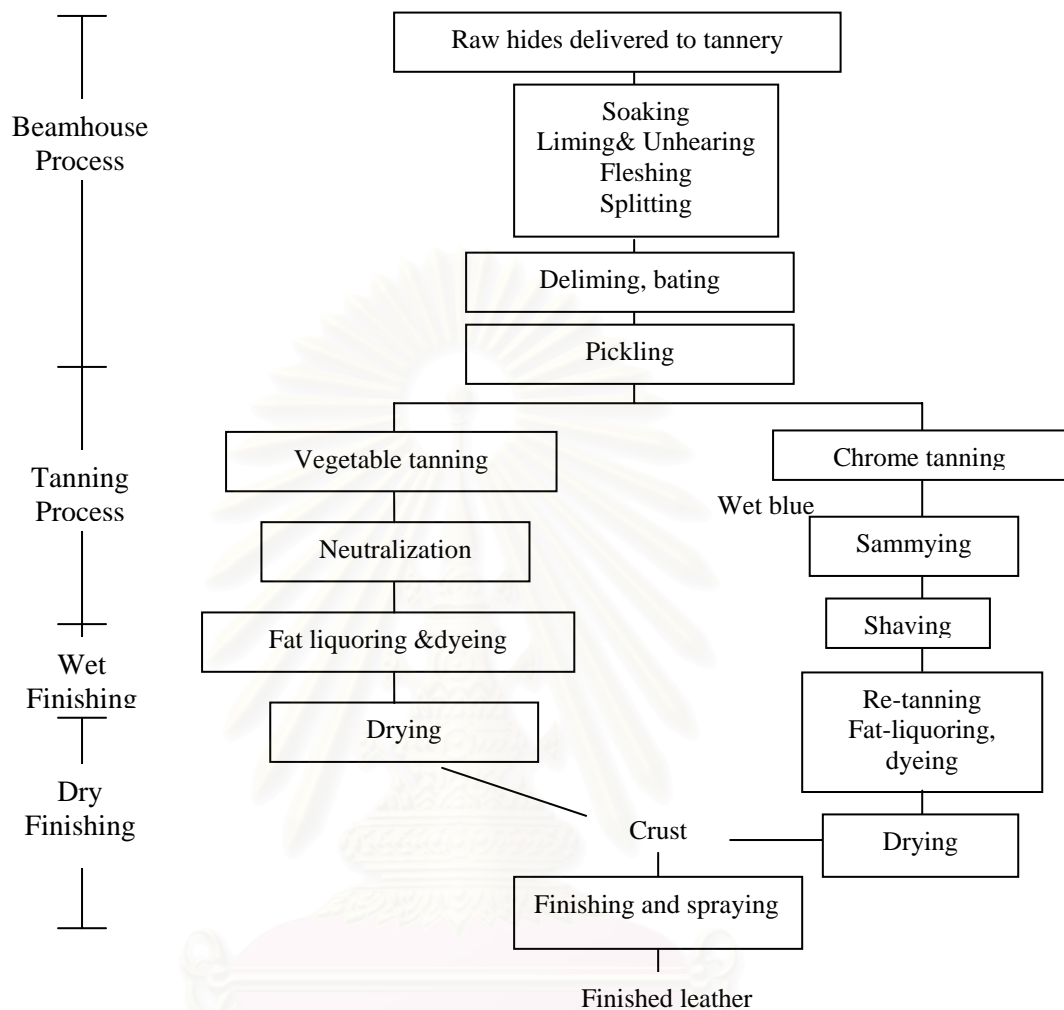 Raw hides delivered to tannery
Beamhouse
Process
Soaking
Liming& Unhearing
Fleshing
Splitting
Deliming, bating
Pickling
Tanning
Process
Vegetable tanning
Chrome tanning
Wet blue
Neutralization
Sammying
Shaving
Wet
Finishing
Fat liquoring &dyeing
Re-tanning
Fat-liquoring,
dyeing
Drying
Dry
Finishing
Crust
Drying
Finishing and spraying
Finished leather